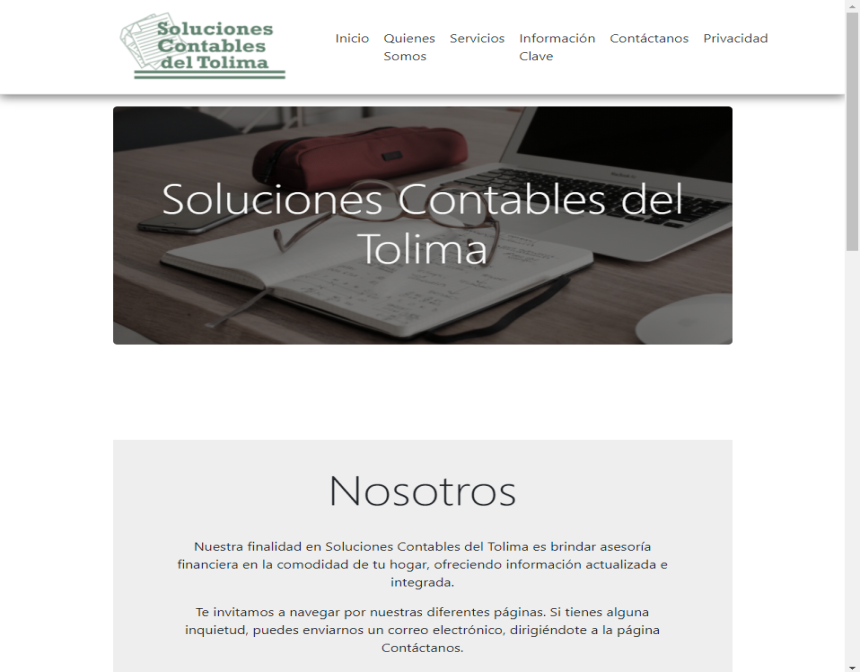 Soluciones
Contables
del Tolima
Inicio
Quienes
Somos
Servicios
Información
Clave
Contáctanos
Privacidad
Soluciones Contables del
Tolima
Nosotros
Nuestra finalidad en Soluciones Contables del Tolima es brindar asesoría
financiera en la comodidad de tu hogar, ofreciendo información actualizada e
integrada.
Te invitamos a navegar por nuestras diferentes páginas. Si tienes alguna
inquietud, puedes enviarnos un correo electrónico, dirigiéndote a la página
Contáctanos.